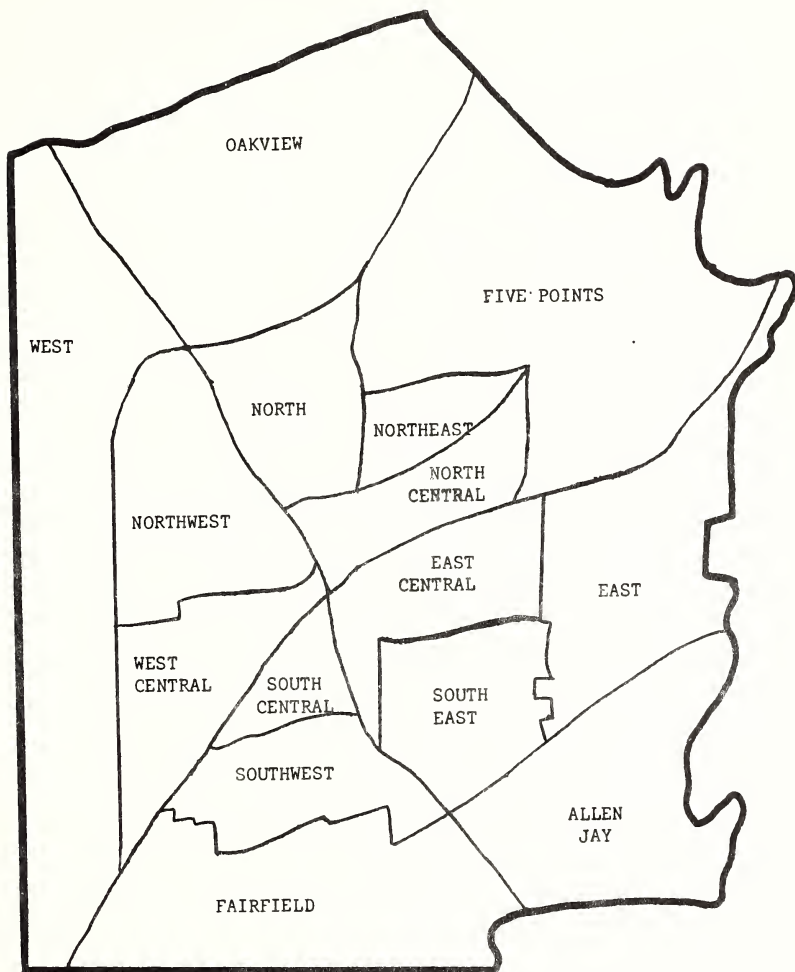 OAKVIEW
FIVE POINTS
WEST
NORTH
NORTHEAST
NORTH
CENTRAL
NORTHWEST
EAST
CENTRAL
EAST
WEST
CENTRAL
SOUTH
CENTRAL
SOUTH
EAST
SOUTHWEST
ALLEN
JAY
FAIRFIELD